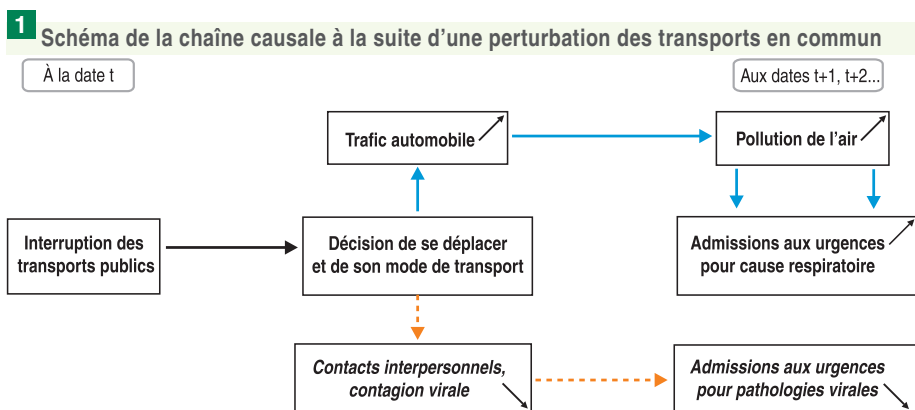 1
Schéma de la chaîne causale à la suite d’une perturbation des transports en commun
À la date t
Aux dates t+1, t+2...
Trafic automobile
Pollution de l’air
Interruption des
transports publics
Décision de se déplacer
et de son mode de transport
Admissions aux urgences
pour cause respiratoire
Contacts interpersonnels,
contagion virale
Admissions aux urgences
pour pathologies virales